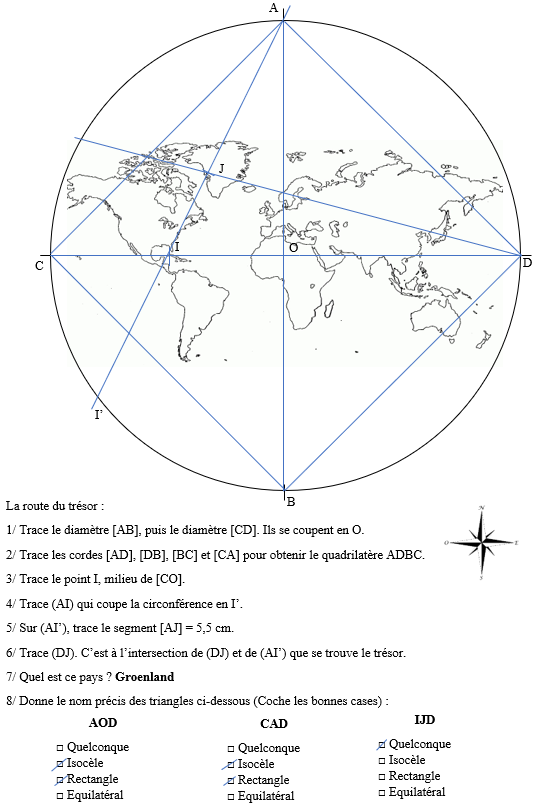 A
J
I
O
C
D
I’
B
La route du trésor :
1/ Trace le diamètre [AB], puis le diamètre [CD]. Ils se coupent en O.
2/ Trace les cordes [AD], [DB], [BC] et [CA] pour obtenir le quadrilatère ADBC.
3/ Trace le point I, milieu de [CO].
4/ Trace (AI) qui coupe la circonférence en I’.
5/ Sur (AI’), trace le segment [AJ] = 5,5 cm.
6/ Trace (DJ). C’est à l’intersection de (DJ) et de (AI’) que se trouve le trésor.
7/ Quel est ce pays ? Groenland
8/ Donne le nom précis des triangles ci-dessous (Coche les bonnes cases) :
N
O
E
S
AOD
Quelconque
Isocèle
Rectangle
Equilatéral
CAD
Quelconque
Isocèle
Rectangle
Equilatéral
IJD
Quelconque
Isocèle
Rectangle
Equilatéral